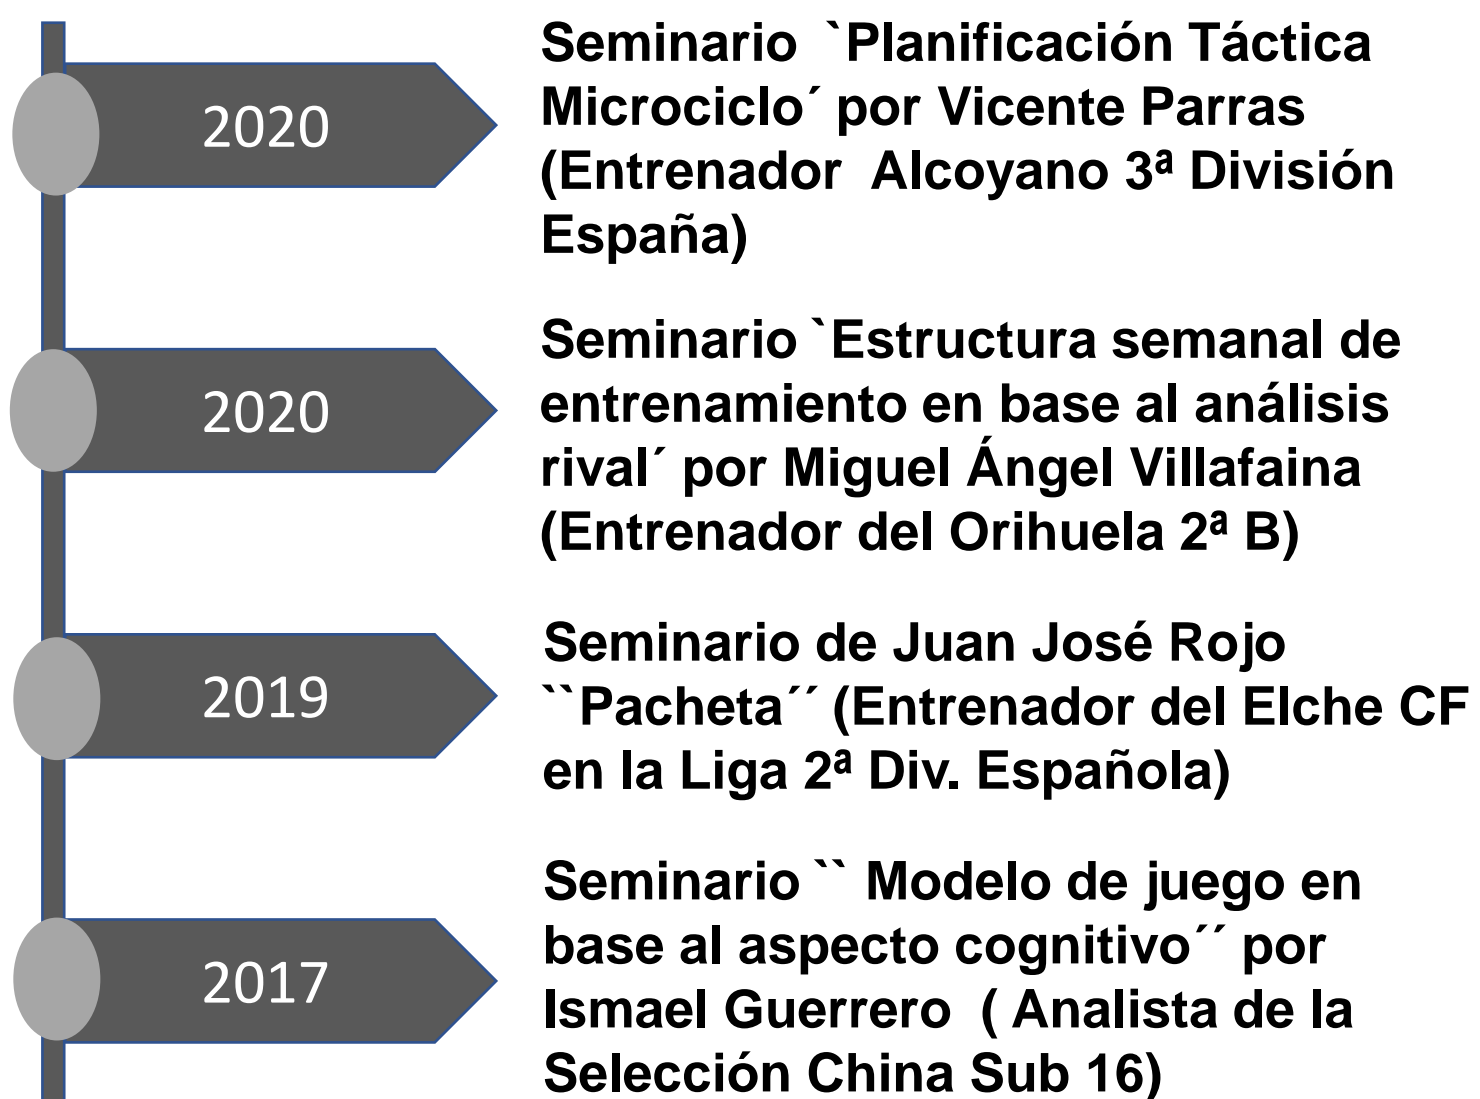 2020
Seminario `Planificación Táctica
Microciclo´ por Vicente Parras
(Entrenador Alcoyano 3ª División
España)
2020
Seminario `Estructura semanal de
entrenamiento en base al análisis
rival´ por Miguel Ángel Villafaina
(Entrenador del Orihuela 2ª B)
2019
Seminario de Juan José Rojo
``Pacheta´´ (Entrenador del Elche CF
en la Liga 2ª Div. Española)
2017
Seminario `` Modelo de juego en
base al aspecto cognitivo´´ por
Ismael Guerrero ( Analista de la
Selección China Sub 16)